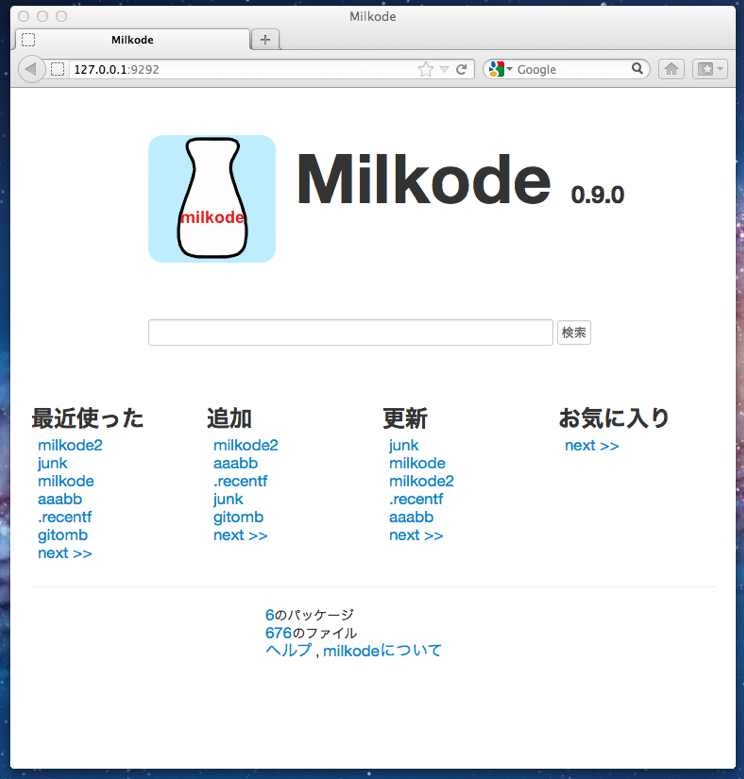 Milkode
Milkode
127.0.0.1:9292
Google
milkode
Milkode 0.9.0
検索
最近使った
milkode2
junk
milkode
aaabb
.recentf
gitomb
next >>
追加
milkode2
aaabb
.recentf
junk
gitomb
next >>
更新
junk
milkode
milkode2
.recentf
aaabb
next >>
お気に入り
next >>
6のパッケージ
676のファイル
ヘルプ , milkodeについて